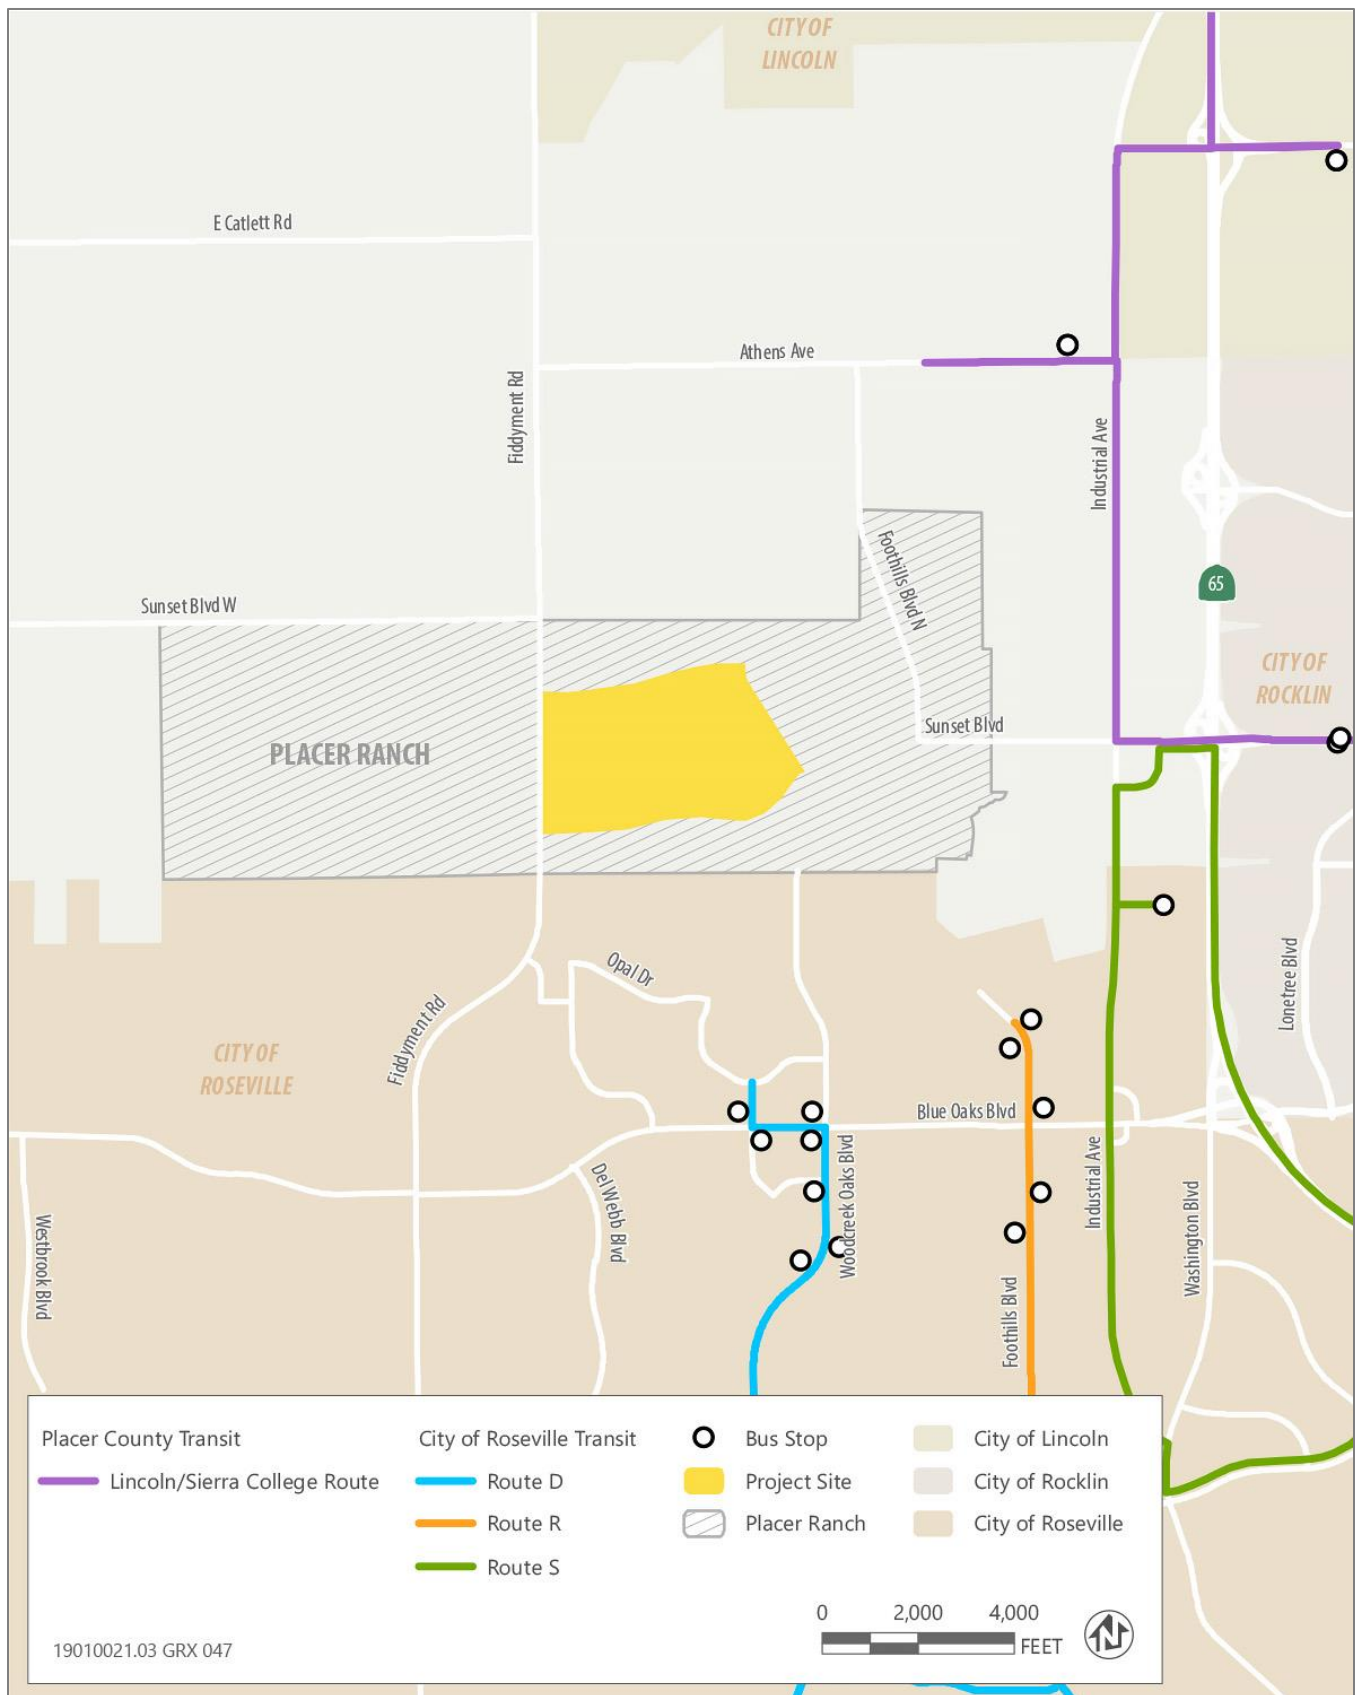 CITY OF
LINCOLN
E Catlett Rd
Athens Ave
Fiddyment Rd
Industrial Ave
Foothills Blvd N
65
Sunset Blvd W
CITY OF
ROCKLIN
Sunset Blvd
PLACER RANCH
Opal Dr
Lonetree Blvd
Fiddyment Rd
CITY OF
ROSEVILLE
Blue Oaks Blvd
Industrial Ave
Woodcreek Oaks Blvd
Del Webb Blvd
Washington Blvd
Westbrook Blvd
Foothills Blvd
Placer County Transit
Lincoln/Sierra College Route
City of Roseville Transit
Route D
Route R
Route S
Bus Stop
Project Site
Placer Ranch
City of Lincoln
City of Rocklin
City of Roseville
0 2,000 4,000
FEET
N
19010021.03 GRX 047